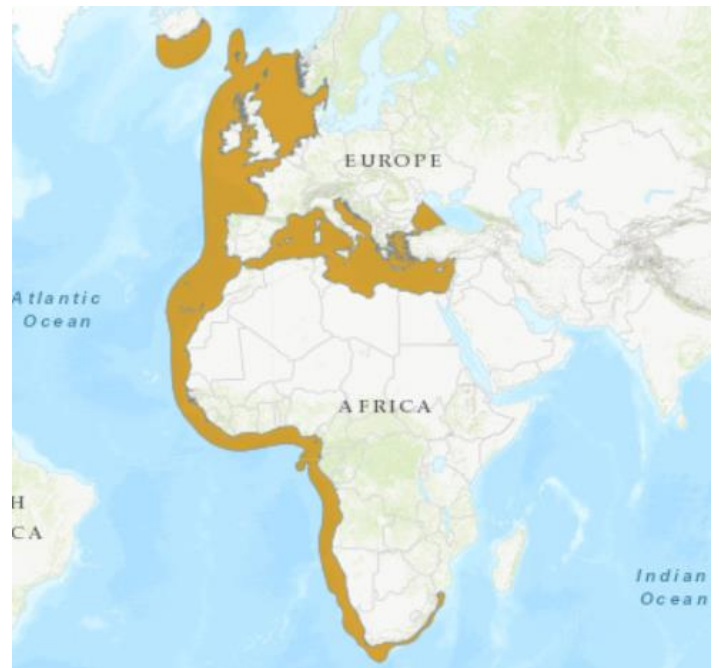 EUROPE
Atlantic
Ocean
AFRICA
H
CA
Indian
Ocean